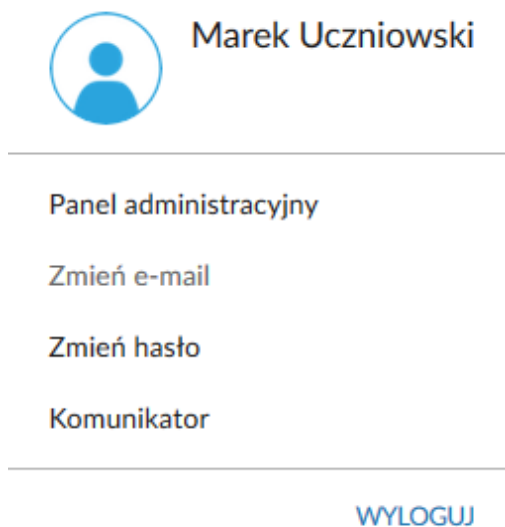 Marek Uczniowski
Panel administracyjny
Zmień e-mail
Zmień hasło
Komunikator
WYLOGUJ